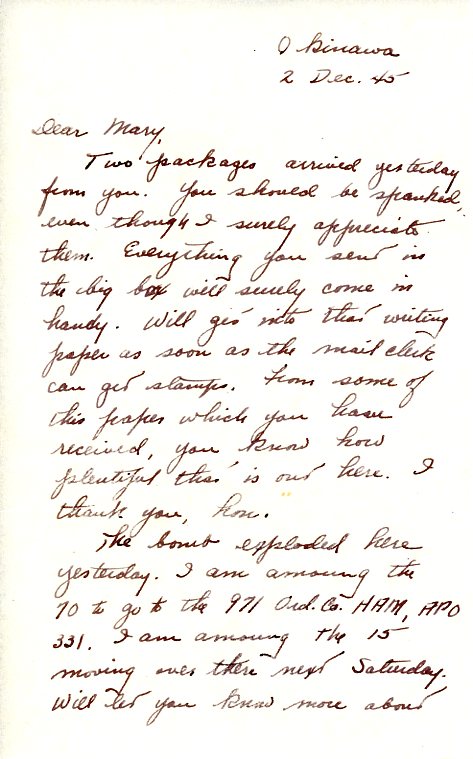 Okinawa
2 Dec. 45
Dear Mary,
Two packages arrived yesterday
from you. You should be spanked,
even though I surely appreciate
them. Everything you send in
the big box will surely come in
handy. Will get into that writing
paper as soon as the mail clerk
can get stamps. From some of
this paper which you have
received, you know how
plentiful that is out here. I
thank you, hon.
The bomb exploded here
yesterday. I am amoung the
70 to go to the 971 Ord. Co. HAM, APO
331. I am amoung the 15
moving over there next Saturday.
Will let you know more about